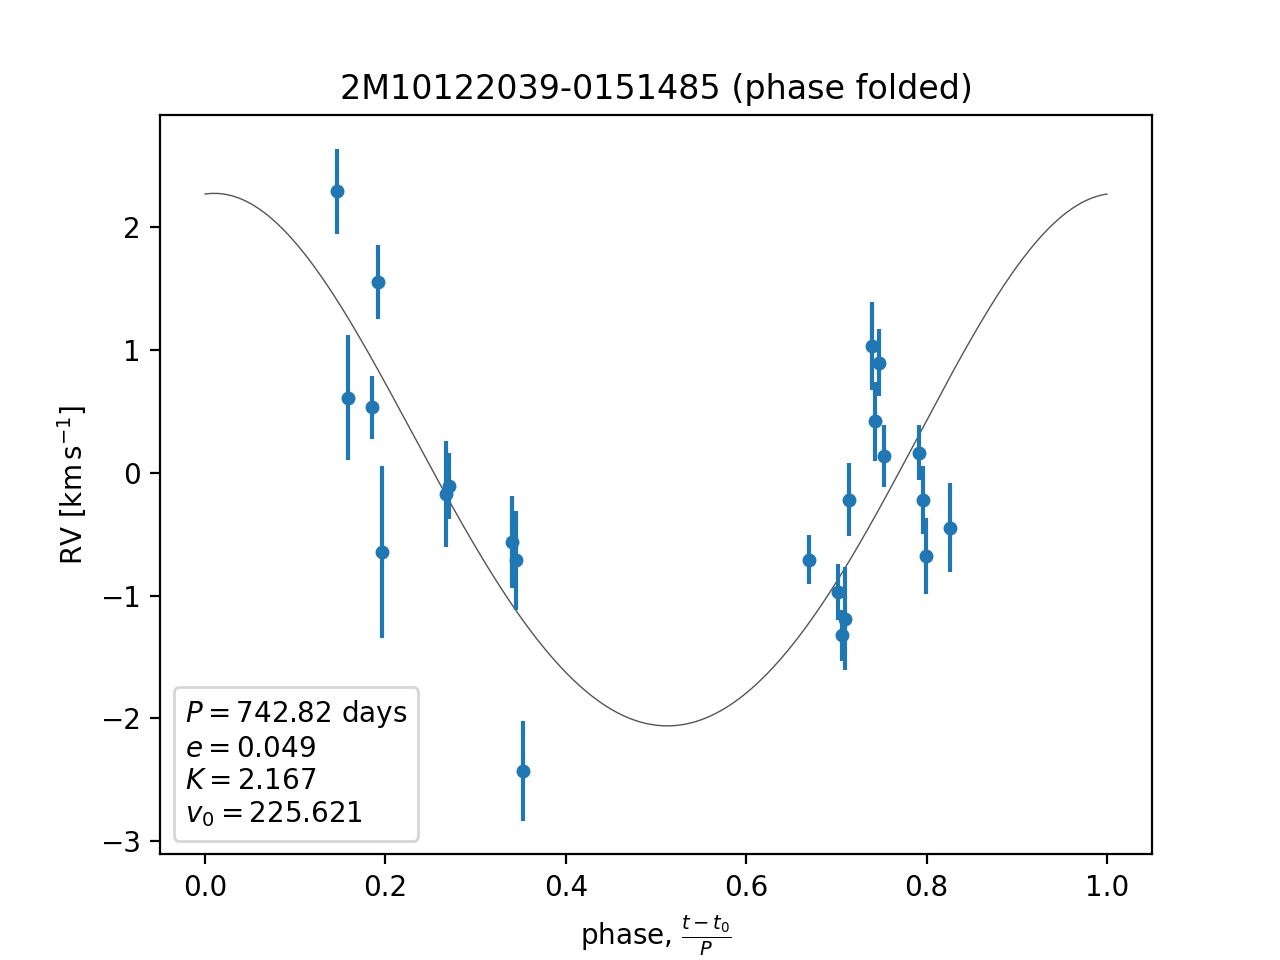 2M10122039-0151485 (phase folded)
RV [km s⁻¹]
2
1
0
−1
−2
−3
P = 742.82 days
e = 0.049
K = 2.167
v₀ = 225.621
0.0 0.2 0.4 0.6 0.8 1.0
phase, (t − t₀)/P